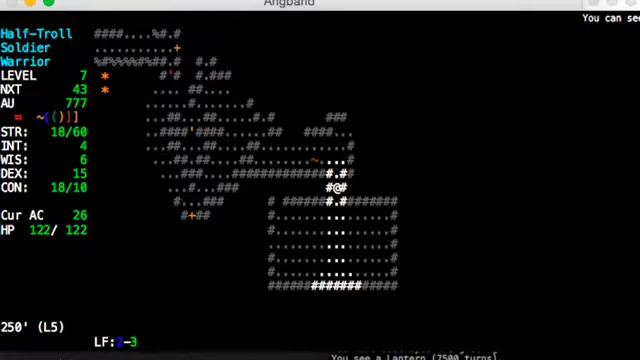 Angband
You can see
Half-Troll
Soldier
Warrior
LEVEL 7
NXT 43
AU 777
STR: 18/60
INT: 4
WIS: 6
DEX: 15
CON: 18/10
Cur AC 26
HP 122/ 122
250' (L5)
LF:2-3
You see a Lantern (7500 turns).